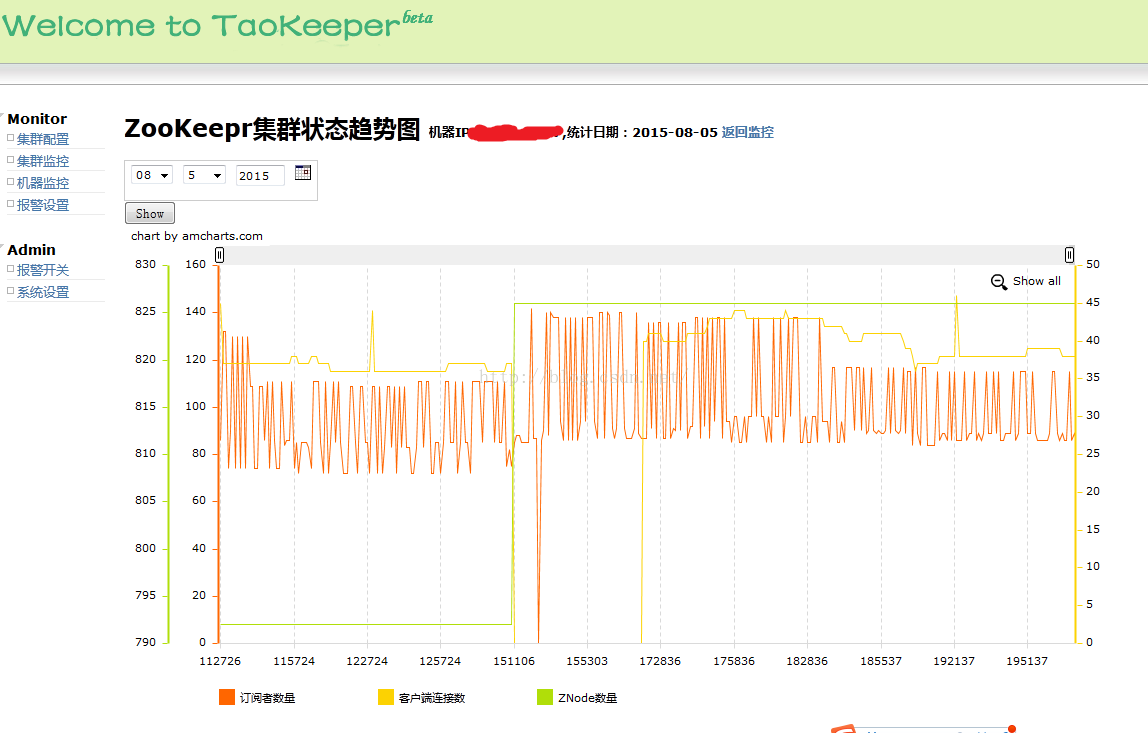 Welcome to TaoKeeper beta
Monitor
集群配置
集群监控
机器监控
报警设置
Admin
报警开关
系统设置
ZooKeepr集群状态趋势图 机器IP ,统计日期：2015-08-05 返回监控
08 5 2015
Show
chart by amcharts.com
Show all
830 160 50
825 140 45
820 120 40
815 100 35
810 80 30
805 60 25
800 40 20
795 20 15
790 0 10
5
0
http://blog.csdn.net/
112726 115724 122724 125724 151106 155303 172836 175836 182836 185537 192137 195137
订阅者数量 客户端连接数 ZNode数量